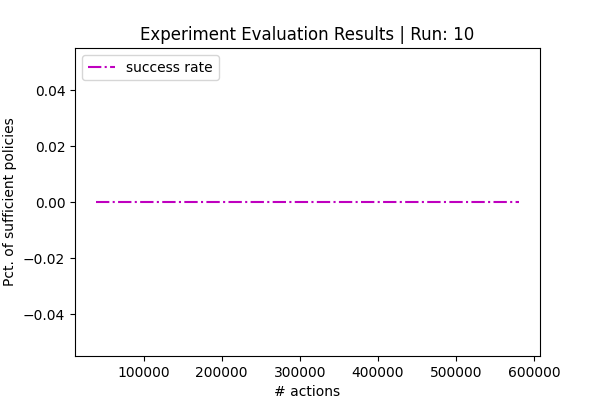 Experiment Evaluation Results | Run: 10
success rate
Pct. of sufficient policies
0.04
0.02
0.00
−0.02
−0.04
100000 200000 300000 400000 500000 600000
# actions